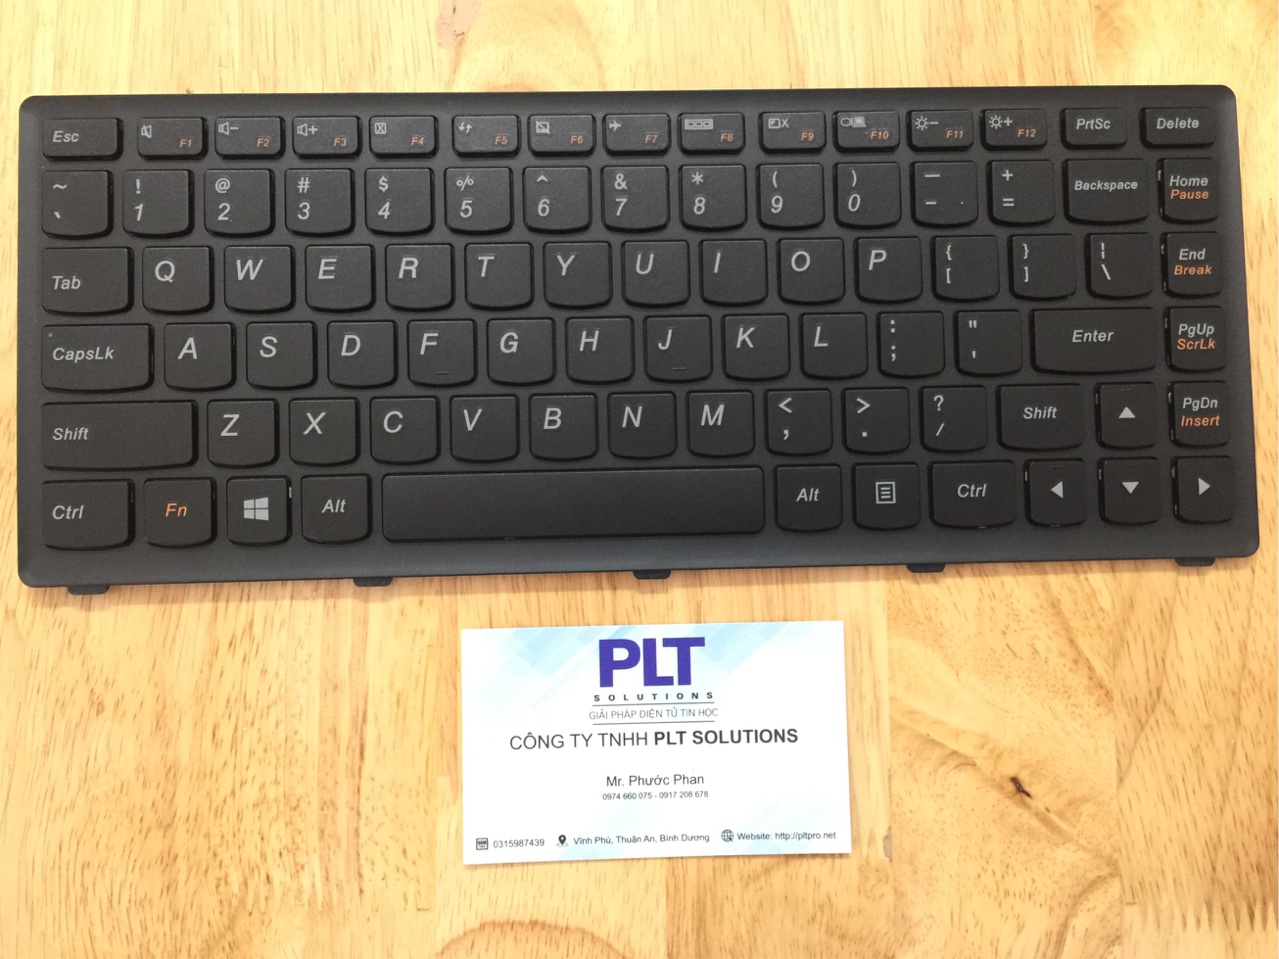 Esc F1 F2 F3 F4 F5 F6 F7 F8 F9 F10 F11 F12 PrtSc Delete
~ ! @ # $ % ^ & * ( ) — + Backspace Home
` 1 2 3 4 5 6 7 8 9 0 - = Pause
Tab Q W E R T Y U I O P { } ¦ End
[ ] \ Break
CapsLk A S D F G H J K L : " Enter PgUp
; ' ScrLk
Shift Z X C V B N M < > ? Shift PgDn
, . / Insert
Ctrl Fn Alt Alt Ctrl
PLT
SOLUTIONS
GIẢI PHÁP ĐIỆN TỬ TIN HỌC
CÔNG TY TNHH PLT SOLUTIONS
Mr. Phước Phan
0974 660 075 - 0917 208 678
0315987439 Vĩnh Phú, Thuận An, Bình Dương Website: http://pltpro.net